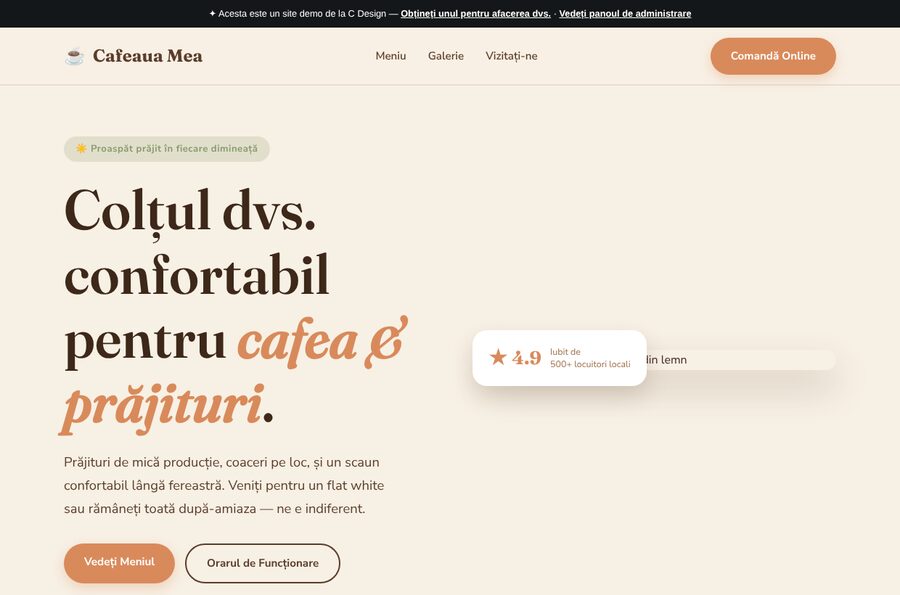 ✦ Acesta este un site demo de la C Design — Obțineți unul pentru afacerea dvs. · Vedeți panoul de administrare
Cafeaua Mea
Meniu Galerie Vizitați-ne
Comandă Online
Proaspăt prăjit în fiecare dimineață
Colțul dvs.
confortabil
pentru cafea &
prăjituri.
★ 4.9
Iubit de
500+ locuitori locali
din lemn
Prăjituri de mică producție, coaceri pe loc, și un scaun
confortabil lângă fereastră. Veniți pentru un flat white
sau rămâneți toată după-amiaza — ne e indiferent.
Vedeți Meniul
Orarul de Funcționare